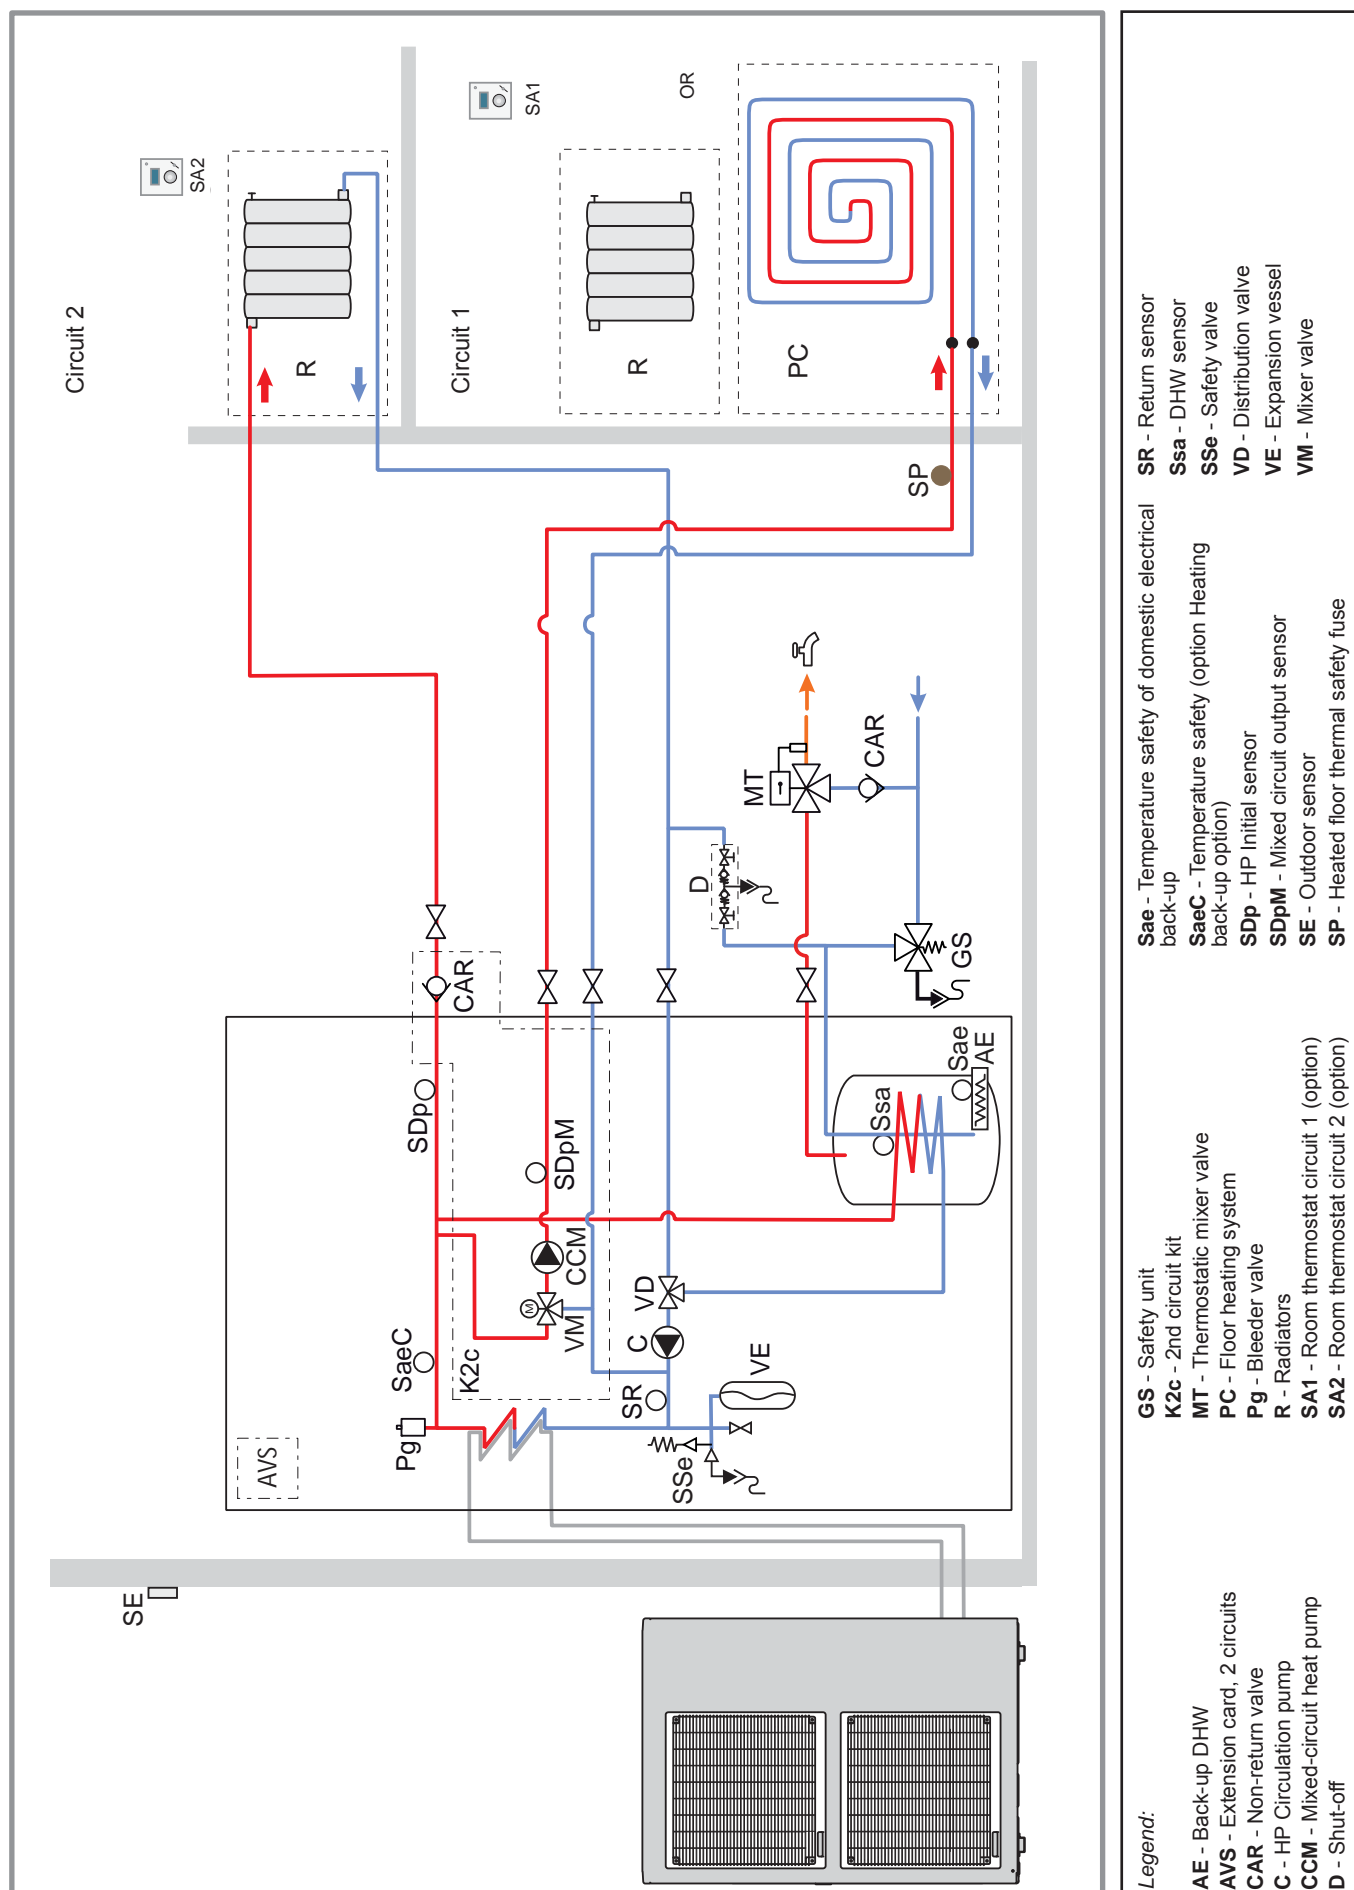 Circuit 2
SA2
R
Circuit 1
SA1
OR
R
PC
SP
SE
AVS
Pg
SaeC
K2c
SDp
CAR
SDpM
CCM
VM
M
C
VD
SR
VE
SSe
D
MT
CAR
GS
Ssa
Sae
AE
Legend:
AE - Back-up DHW
AVS - Extension card, 2 circuits
CAR - Non-return valve
C - HP Circulation pump
CCM - Mixed-circuit heat pump
D - Shut-off
GS - Safety unit
K2c - 2nd circuit kit
MT - Thermostatic mixer valve
PC - Floor heating system
Pg - Bleeder valve
R - Radiators
SA1 - Room thermostat circuit 1 (option)
SA2 - Room thermostat circuit 2 (option)
Sae - Temperature safety of domestic electrical
back-up
SaeC - Temperature safety (option Heating
back-up option)
SDp - HP Initial sensor
SDpM - Mixed circuit output sensor
SE - Outdoor sensor
SP - Heated floor thermal safety fuse
SR - Return sensor
Ssa - DHW sensor
SSe - Safety valve
VD - Distribution valve
VE - Expansion vessel
VM - Mixer valve